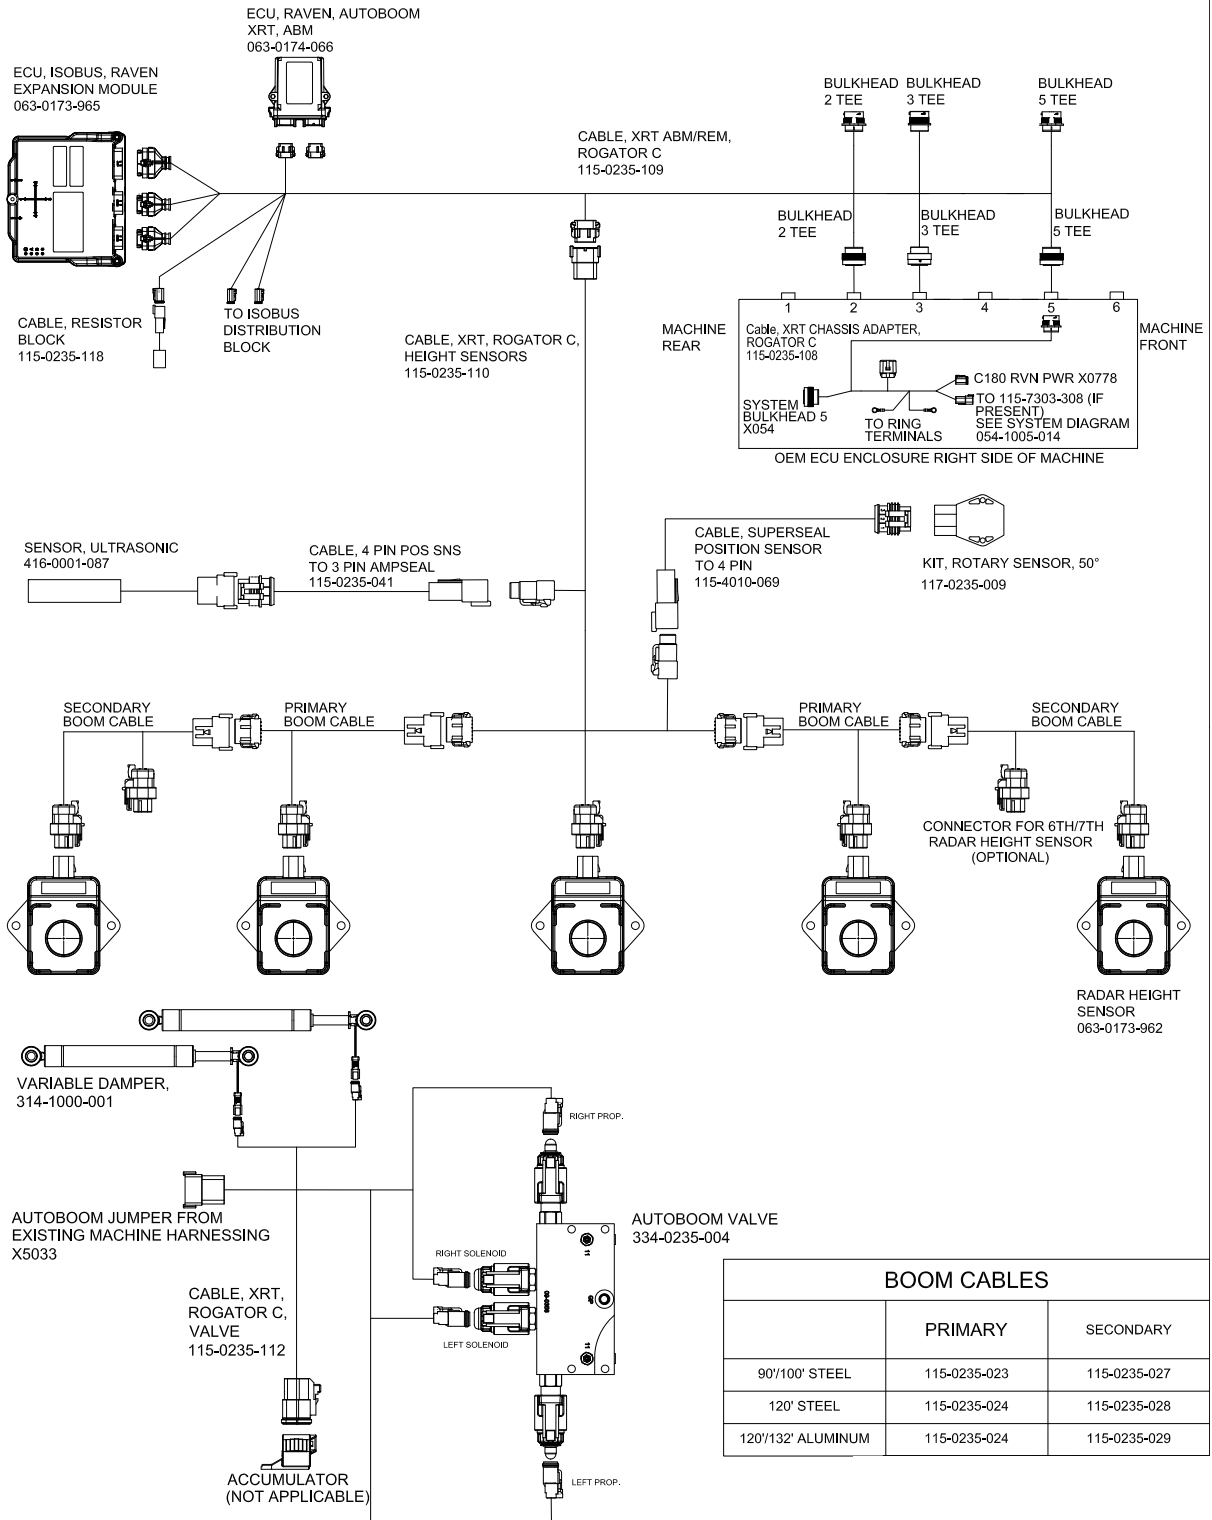 ECU, RAVEN, AUTOBOOM
XRT, ABM
063-0174-066
ECU, ISOBUS, RAVEN
EXPANSION MODULE
063-0173-965
BULKHEAD
2 TEE
BULKHEAD
3 TEE
BULKHEAD
5 TEE
CABLE, XRT ABM/REM,
ROGATOR C
115-0235-109
BULKHEAD
2 TEE
BULKHEAD
3 TEE
BULKHEAD
5 TEE
CABLE, RESISTOR
BLOCK
115-0235-118
TO ISOBUS
DISTRIBUTION
BLOCK
CABLE, XRT, ROGATOR C,
HEIGHT SENSORS
115-0235-110
MACHINE
REAR
1
2
3
4
5
6
MACHINE
FRONT
Cable, XRT CHASSIS ADAPTER,
ROGATOR C
115-0235-108
C180 RVN PWR X0778
TO 115-7303-308 (IF
PRESENT)
SEE SYSTEM DIAGRAM
054-1005-014
SYSTEM
BULKHEAD 5
X054
TO RING
TERMINALS
OEM ECU ENCLOSURE RIGHT SIDE OF MACHINE
SENSOR, ULTRASONIC
416-0001-087
CABLE, 4 PIN POS SNS
TO 3 PIN AMPSEAL
115-0235-041
CABLE, SUPERSEAL
POSITION SENSOR
TO 4 PIN
115-4010-069
KIT, ROTARY SENSOR, 50°
117-0235-009
SECONDARY
BOOM CABLE
PRIMARY
BOOM CABLE
PRIMARY
BOOM CABLE
SECONDARY
BOOM CABLE
CONNECTOR FOR 6TH/7TH
RADAR HEIGHT SENSOR
(OPTIONAL)
RADAR HEIGHT
SENSOR
063-0173-962
VARIABLE DAMPER,
314-1000-001
RIGHT PROP.
AUTOBOOM JUMPER FROM
EXISTING MACHINE HARNESSING
X5033
AUTOBOOM VALVE
334-0235-004
RIGHT SOLENOID
LEFT SOLENOID
11
GP
11
CABLE, XRT,
ROGATOR C,
VALVE
115-0235-112
ACCUMULATOR
(NOT APPLICABLE)
LEFT PROP.
BOOM CABLES
PRIMARY SECONDARY
90'/100' STEEL 115-0235-023 115-0235-027
120' STEEL 115-0235-024 115-0235-028
120'/132' ALUMINUM 115-0235-024 115-0235-029